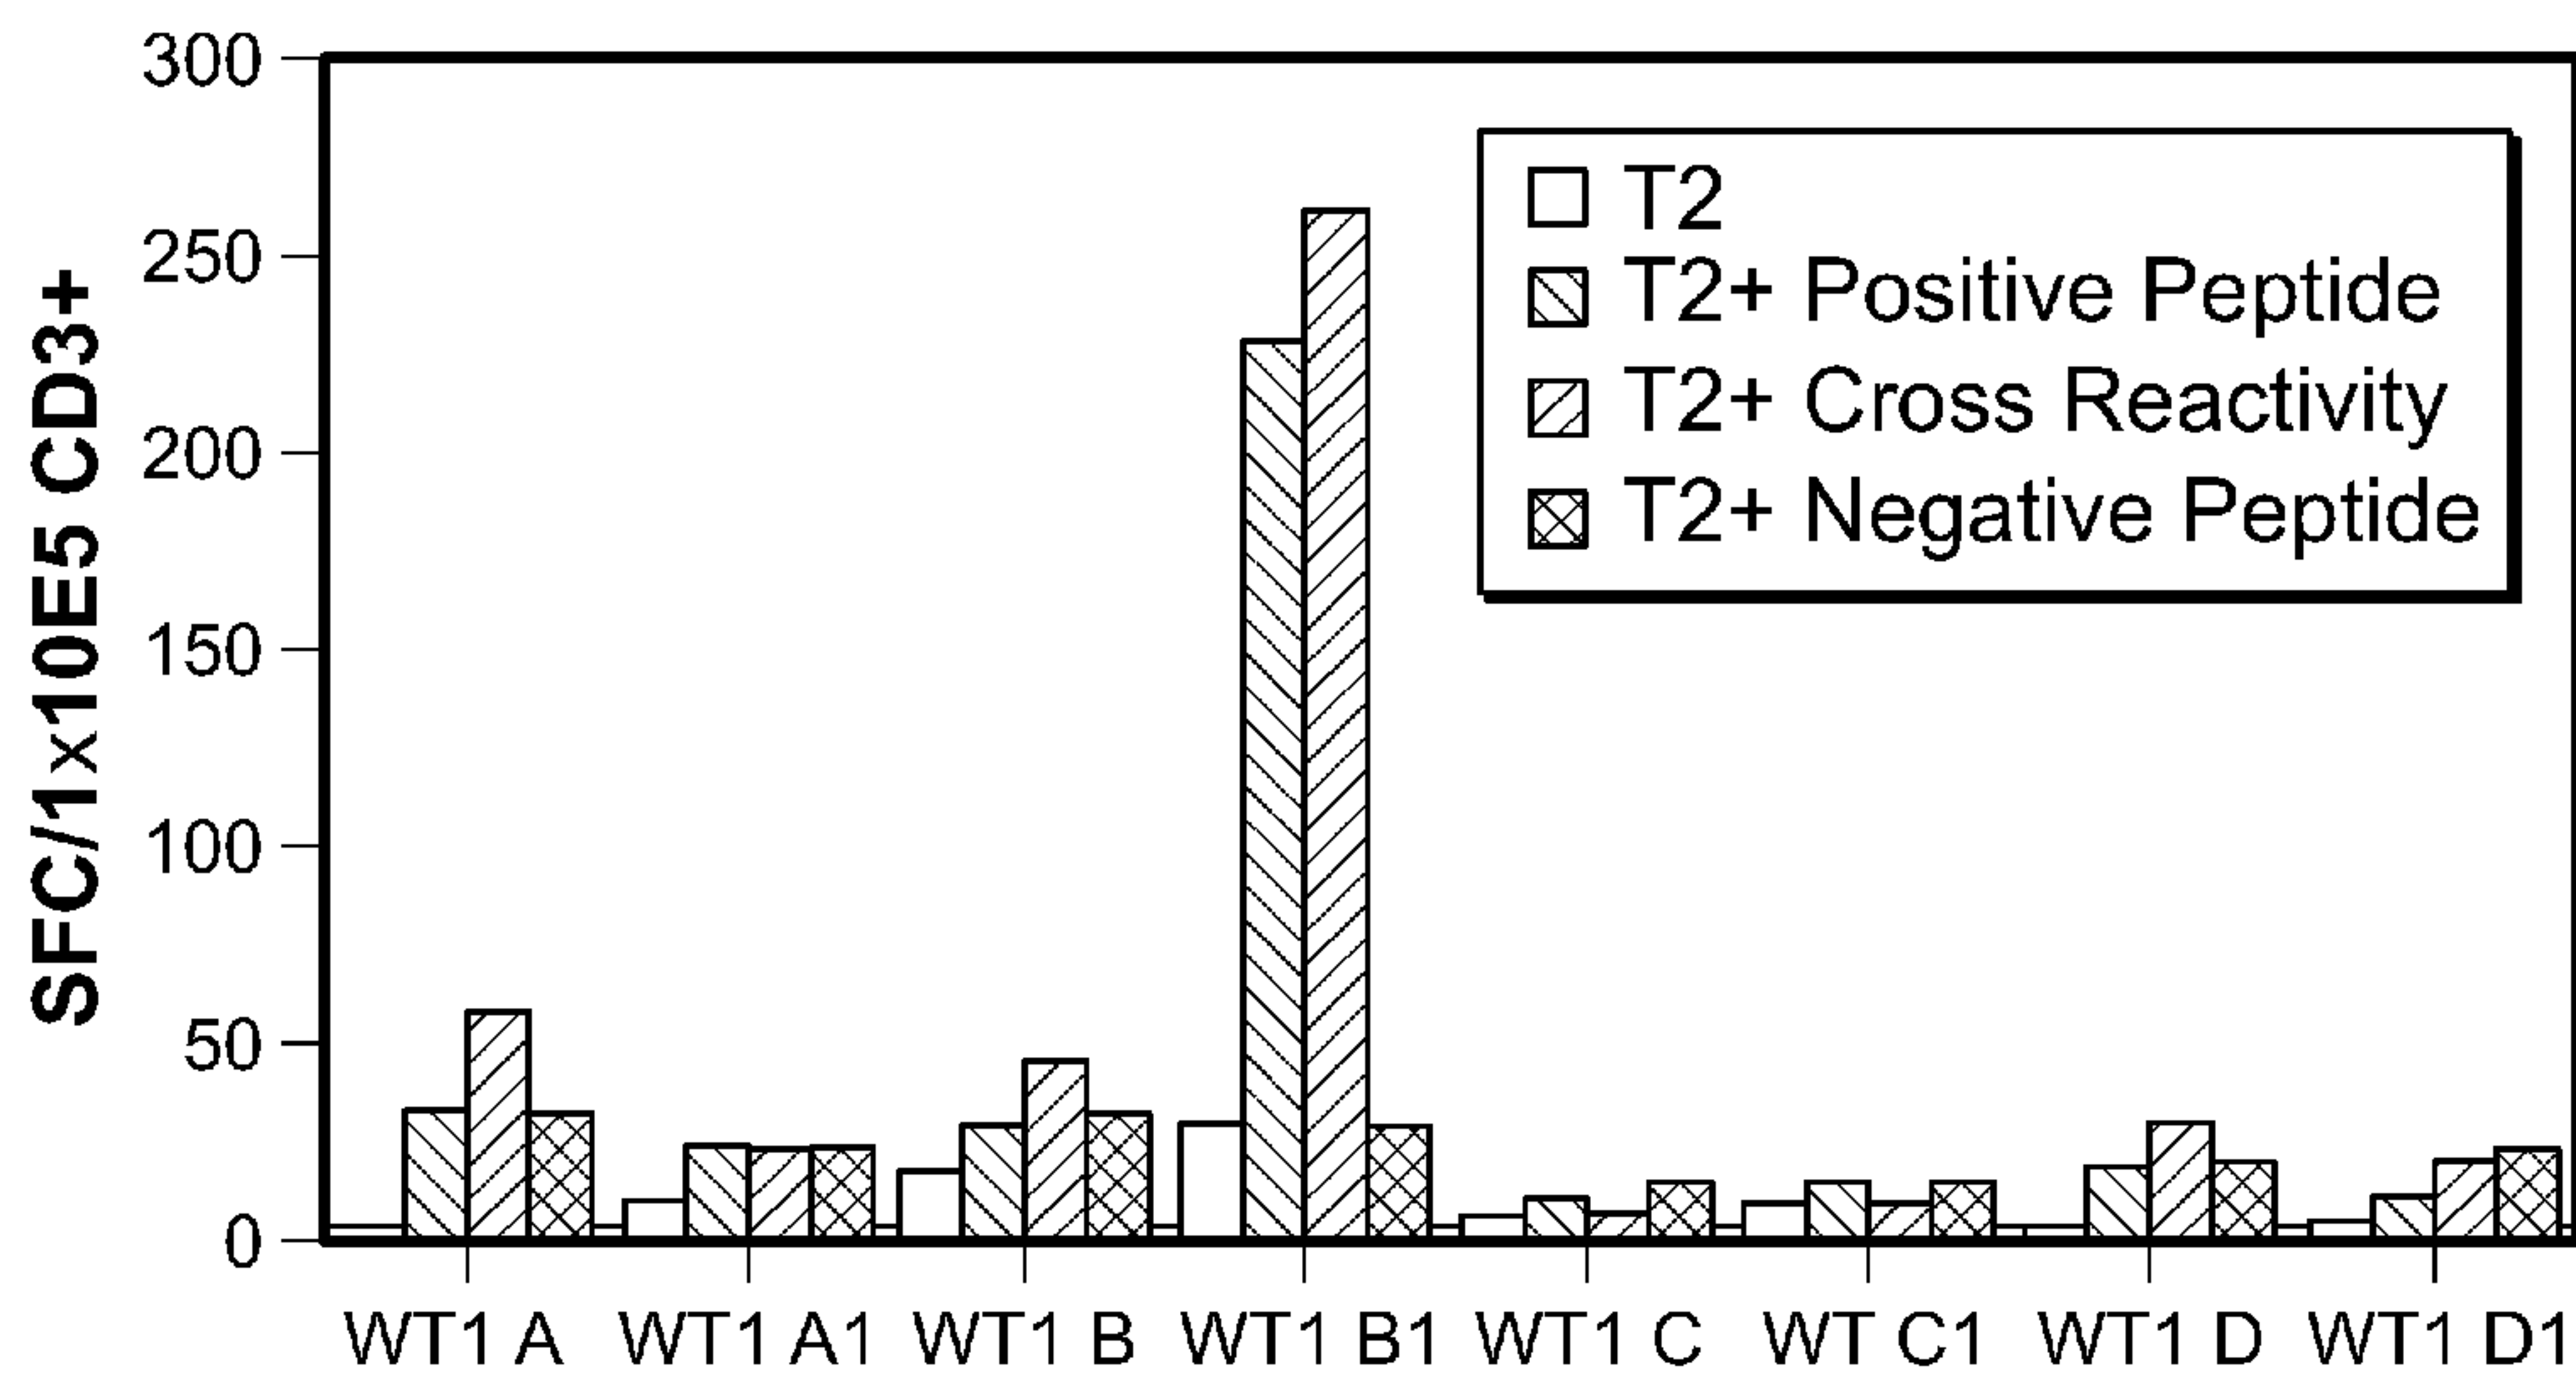 300
250
200
150
100
50
0
SFC/1x10E5 CD3+
T2
T2+ Positive Peptide
T2+ Cross Reactivity
T2+ Negative Peptide
WT1 A WT1 A1 WT1 B WT1 B1 WT1 C WT C1 WT1 D WT1 D1